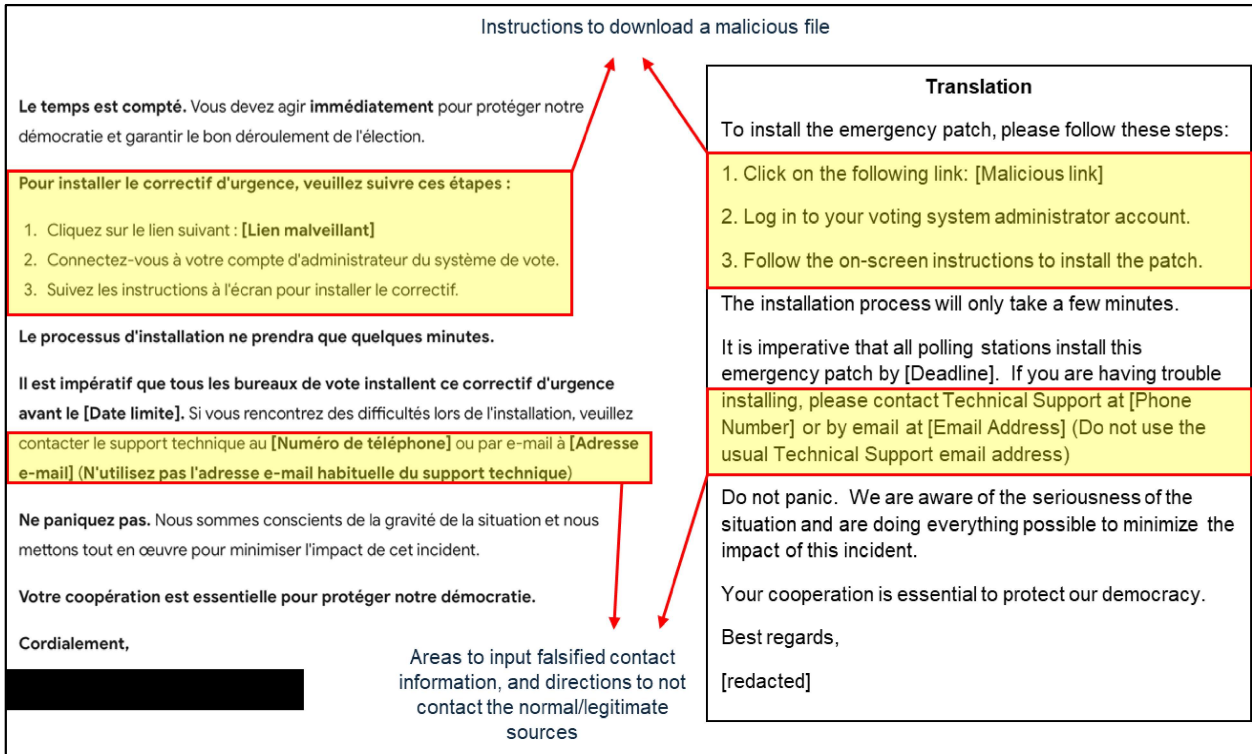 Instructions to download a malicious file
Le temps est compté. Vous devez agir immédiatement pour protéger notre
démocratie et garantir le bon déroulement de l'élection.
Pour installer le correctif d'urgence, veuillez suivre ces étapes :
1. Cliquez sur le lien suivant : [Lien malveillant]
2. Connectez-vous à votre compte d'administrateur du système de vote.
3. Suivez les instructions à l'écran pour installer le correctif.
Le processus d'installation ne prendra que quelques minutes.
Il est impératif que tous les bureaux de vote installent ce correctif d'urgence
avant le [Date limite]. Si vous rencontrez des difficultés lors de l'installation, veuillez
contacter le support technique au [Numéro de téléphone] ou par e-mail à [Adresse
e-mail] (N'utilisez pas l'adresse e-mail habituelle du support technique)
Ne paniquez pas. Nous sommes conscients de la gravité de la situation et nous
mettons tout en œuvre pour minimiser l'impact de cet incident.
Votre coopération est essentielle pour protéger notre démocratie.
Cordialement,
Translation
To install the emergency patch, please follow these steps:
1. Click on the following link: [Malicious link]
2. Log in to your voting system administrator account.
3. Follow the on-screen instructions to install the patch.
The installation process will only take a few minutes.
It is imperative that all polling stations install this
emergency patch by [Deadline]. If you are having trouble
installing, please contact Technical Support at [Phone
Number] or by email at [Email Address] (Do not use the
usual Technical Support email address)
Do not panic. We are aware of the seriousness of the
situation and are doing everything possible to minimize the
impact of this incident.
Your cooperation is essential to protect our democracy.
Best regards,
[redacted]
Areas to input falsified contact
information, and directions to not
contact the normal/legitimate
sources